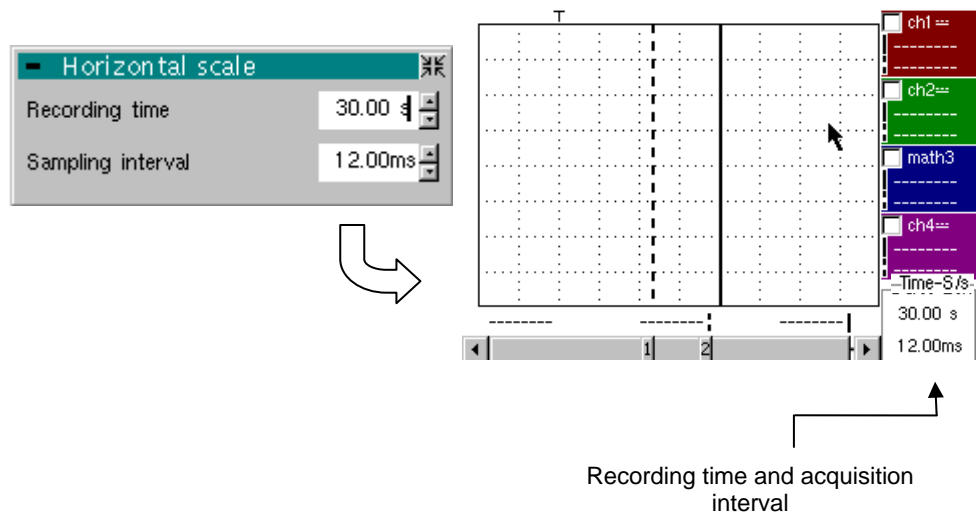 Horizontal scale
Recording time 30.00 s
Sampling interval 12.00ms
T
ch1
ch2
math3
ch4
Time-S/s
30.00 s
12.00ms
1 2
Recording time and acquisition
interval